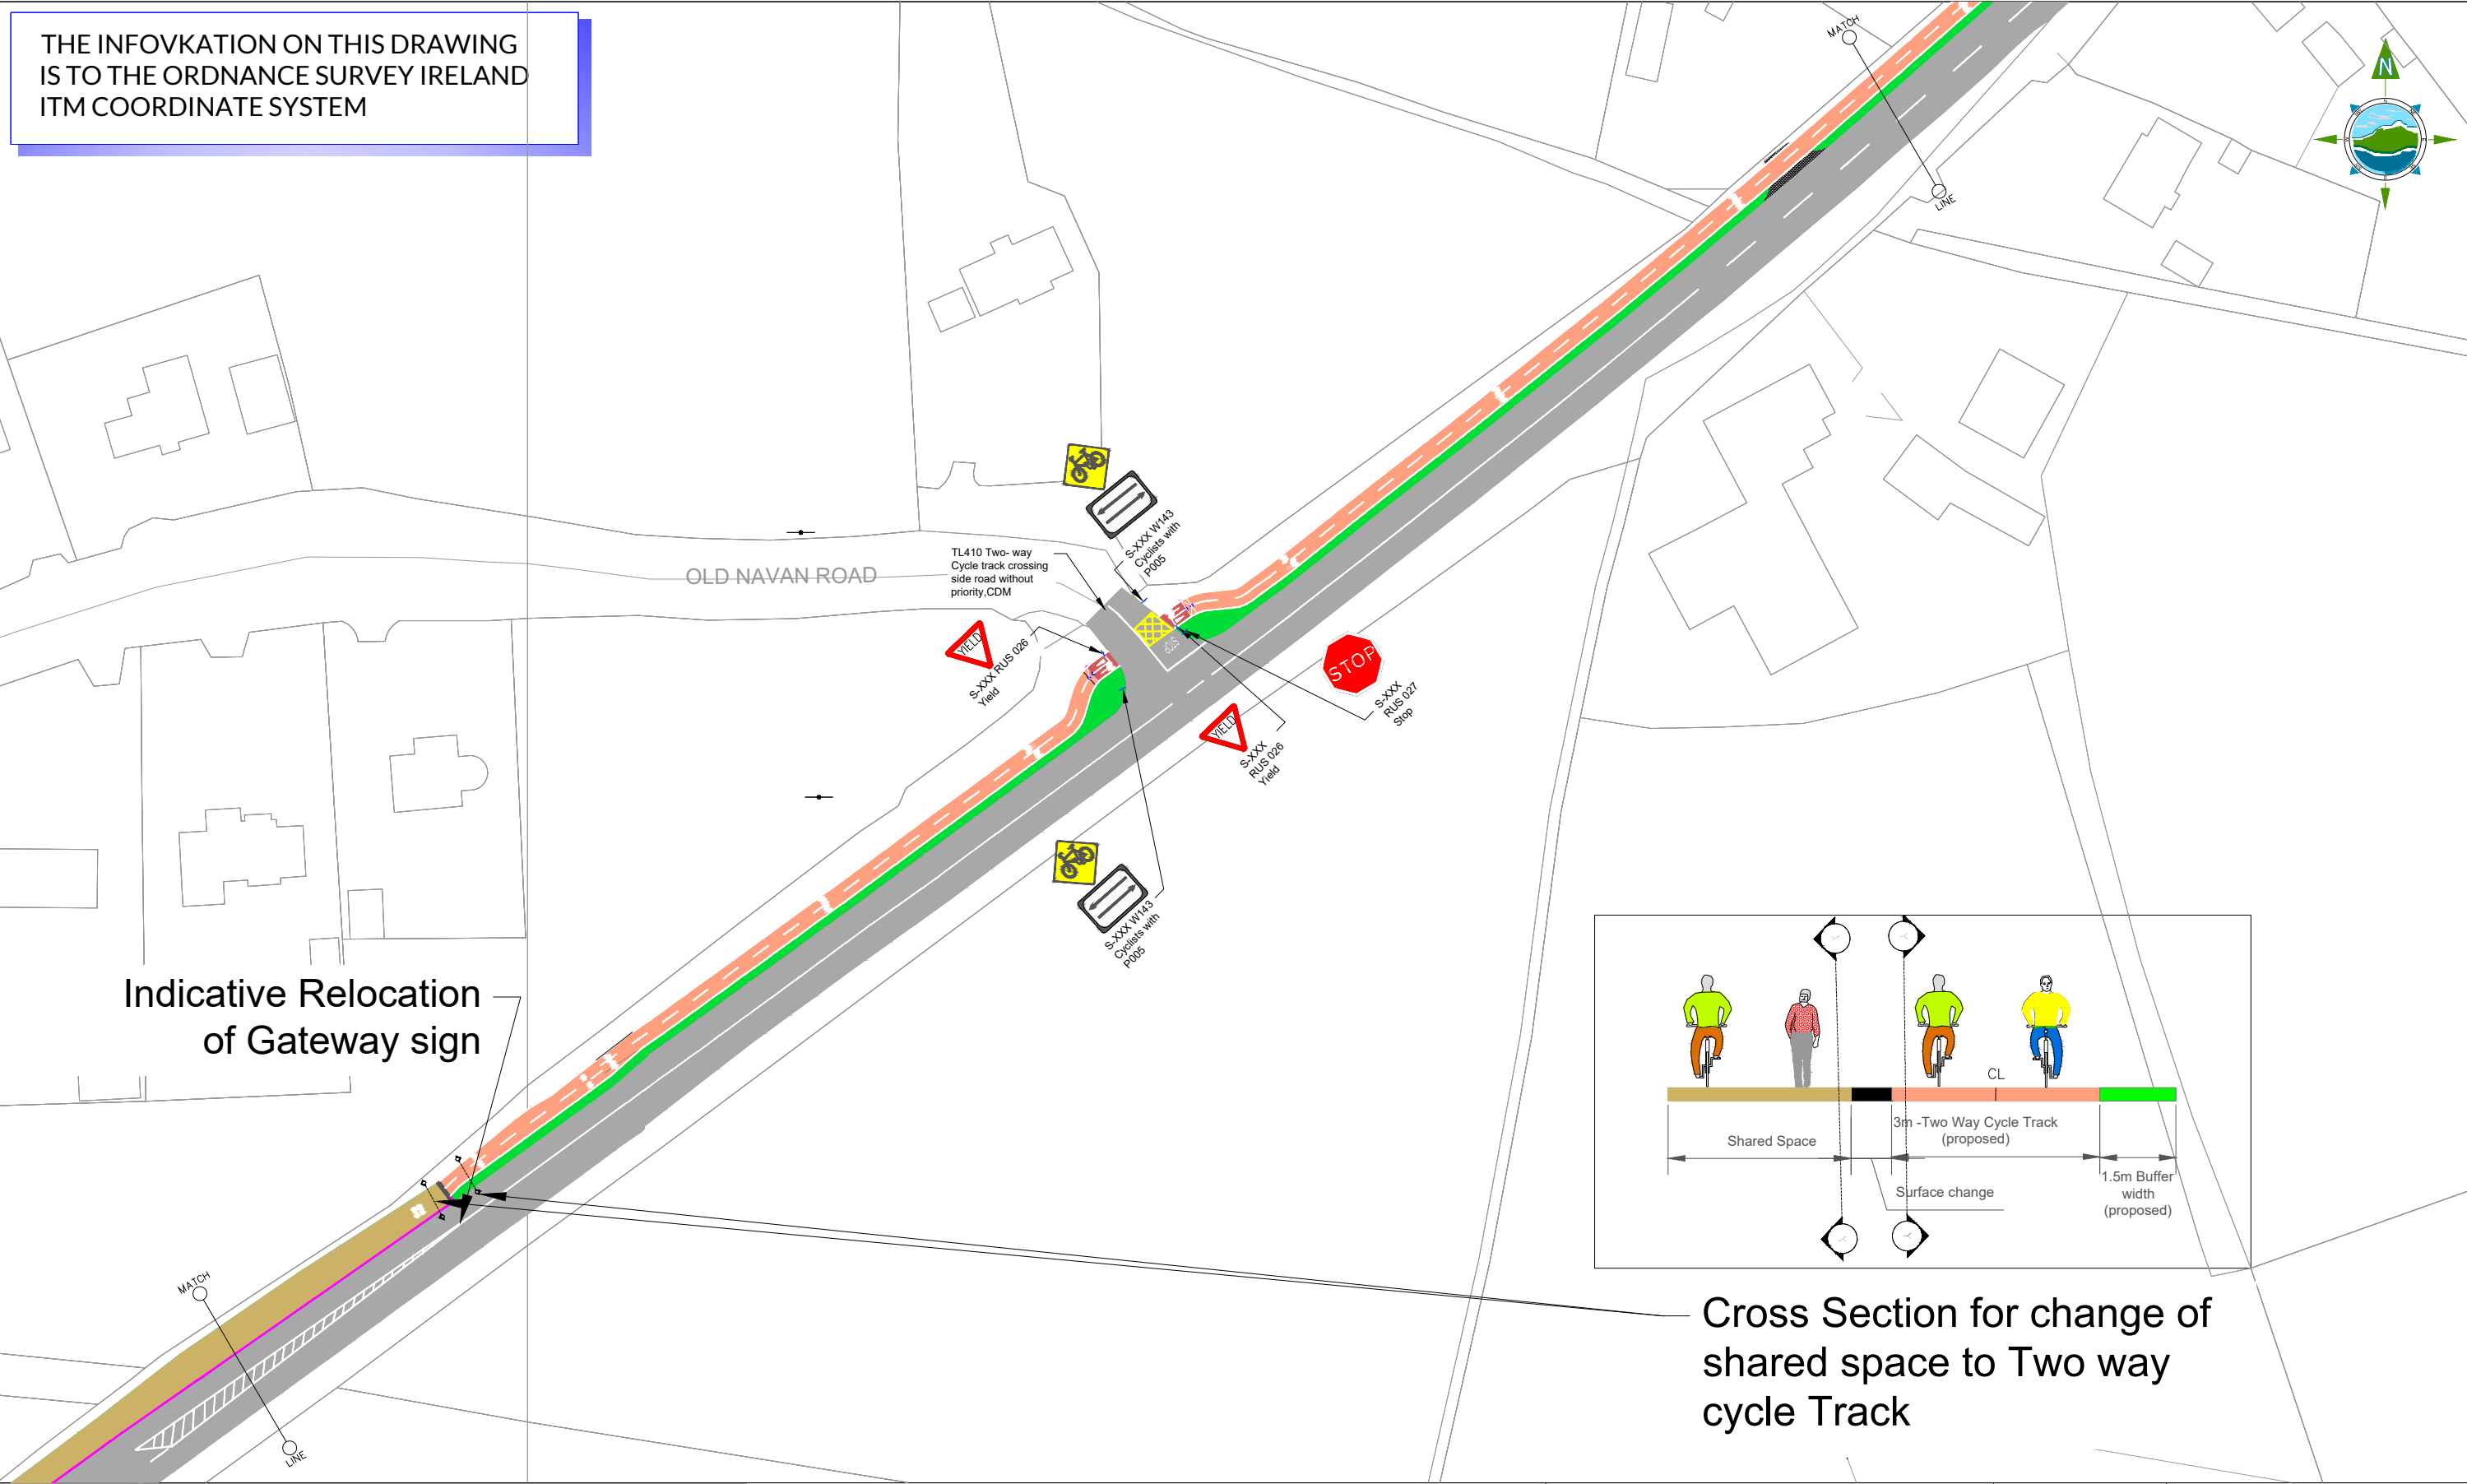 THE INFOVKATION ON THIS DRAWING
IS TO THE ORDNANCE SURVEY IRELAND
ITM COORDINATE SYSTEM
MATCH
LINE
N
S-XXX W143
Cyclists with
P005
TL410 Two- way
Cycle track crossing
side road without
priority,CDM
OLD NAVAN ROAD
YIELD
S-XXX RUS 026
Yield
STOP
STOP
S-XXX
RUS 027
Stop
YIELD
S-XXX
RUS 026
Yield
S-XXX W143
Cyclists with
P005
Indicative Relocation
of Gateway sign
CL
3m -Two Way Cycle Track
(proposed)
Shared Space
1.5m Buffer
width
(proposed)
Surface change
MATCH
LINE
Cross Section for change of
shared space to Two way
cycle Track